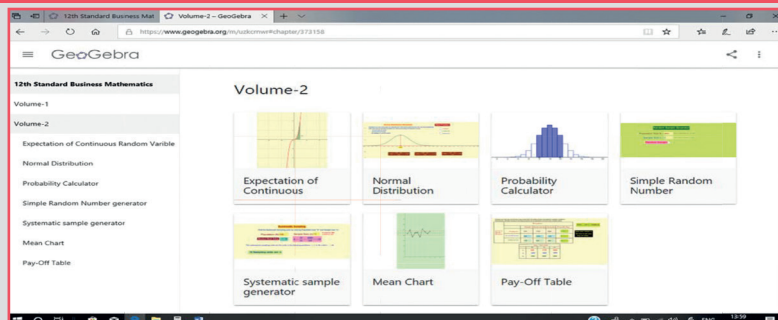 12th Standard Business Mat
Volume-2 – GeoGebra
https://www.geogebra.org/m/uzkcmwr#chapter/373158
GeoGebra
12th Standard Business Mathematics
Volume-1
Volume-2
Expectation of Continuous Random Varible
Normal Distribution
Probability Calculator
Simple Random Number generator
Systematic sample generator
Mean Chart
Pay-Off Table
Volume-2
Expectation of Continuous
Normal Distribution
Probability Calculator
Simple Random Number
Systematic sample generator
Mean Chart
Pay-Off Table
ENG
13:59